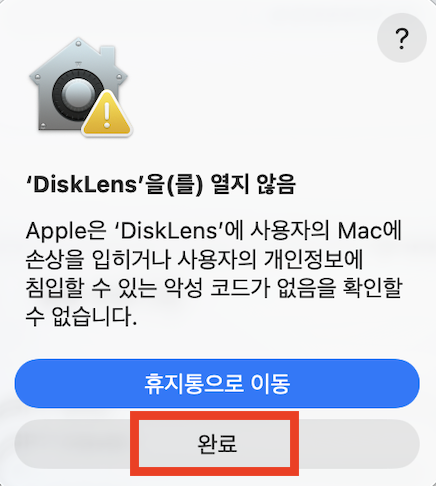 ?
‘DiskLens’을(를) 열지 않음
Apple은 ‘DiskLens’에 사용자의 Mac에
손상을 입히거나 사용자의 개인정보에
침입할 수 있는 악성 코드가 없음을 확인할
수 없습니다.
휴지통으로 이동
완료